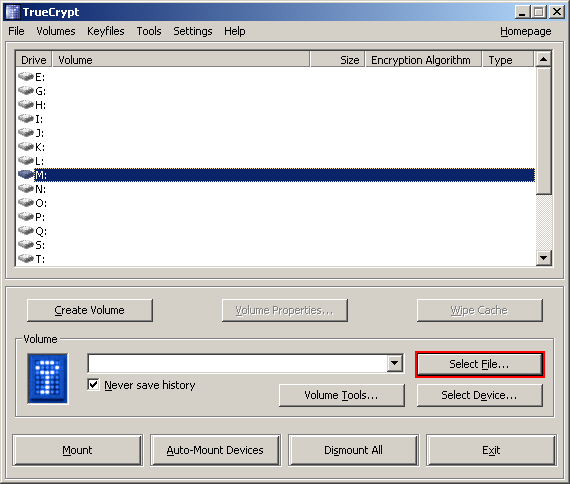 TrueCrypt
File Volumes Keyfiles Tools Settings Help Homepage
Drive Volume Size Encryption Algorithm Type
E:
G:
H:
I:
J:
K:
L:
M:
N:
O:
P:
Q:
S:
T:
Create Volume Volume Properties... Wipe Cache
Volume
Select File...
Never save history
Volume Tools... Select Device...
Mount Auto-Mount Devices Dismount All Exit